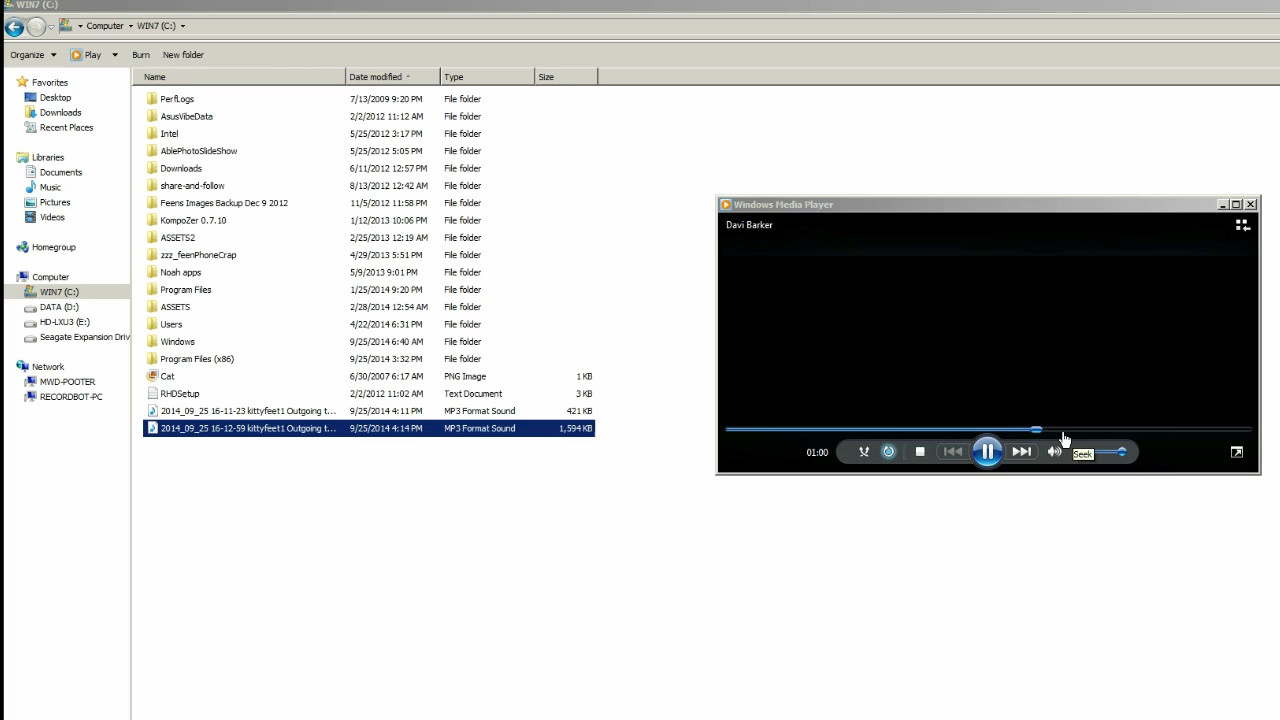 WIN7 (C:)
Computer WIN7 (C:)
Organize Play Burn New folder
Favorites
Desktop
Downloads
Recent Places
Libraries
Documents
Music
Pictures
Videos
Homegroup
Computer
WIN7 (C:)
DATA (D:)
HD-LXU3 (E:)
Seagate Expansion Driv
Network
MWD-POOTER
RECORDBOT-PC
Name Date modified Type Size
PerfLogs 7/13/2009 9:20 PM File folder
AsusVibeData 2/2/2012 11:12 AM File folder
Intel 5/25/2012 3:17 PM File folder
AblePhotoSlideShow 5/25/2012 5:05 PM File folder
Downloads 6/11/2012 12:57 PM File folder
share-and-follow 8/13/2012 12:42 AM File folder
Feens Images Backup Dec 9 2012 11/5/2012 11:58 PM File folder
KompoZer 0.7.10 1/12/2013 10:06 PM File folder
ASSETS2 2/25/2013 12:19 AM File folder
zzz_feenPhoneCrap 4/29/2013 5:51 PM File folder
Noah apps 5/9/2013 9:01 PM File folder
Program Files 1/25/2014 9:20 PM File folder
ASSETS 2/28/2014 12:54 AM File folder
Users 4/22/2014 6:31 PM File folder
Windows 9/25/2014 6:40 AM File folder
Program Files (x86) 9/25/2014 3:32 PM File folder
Cat 6/30/2007 6:17 AM PNG Image 1 KB
RHDSetup 2/2/2012 11:02 AM Text Document 3 KB
2014_09_25 16-11-23 kittyfeet1 Outgoing t... 9/25/2014 4:11 PM MP3 Format Sound 421 KB
2014_09_25 16-12-59 kittyfeet1 Outgoing t... 9/25/2014 4:14 PM MP3 Format Sound 1,594 KB
Windows Media Player
Davi Barker
01:00
Seek